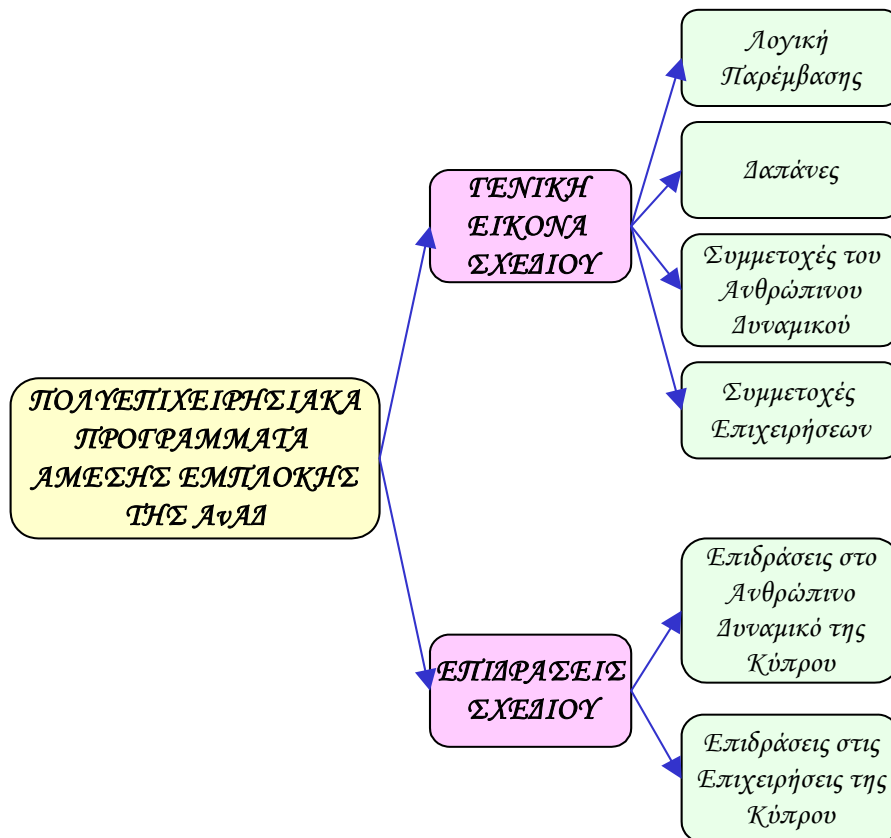 Λογική
Παρέμβασης
Δαπάνες
ΓΕΝΙΚΗ
ΕΙΚΟΝΑ
ΣΧΕΔΙΟΥ
Συμμετοχές του
Ανθρώπινου
Δυναμικού
Συμμετοχές
Επιχειρήσεων
ΠΟΛΥΕΠΙΧΕΙΡΗΣΙΑΚΑ
ΠΡΟΓΡΑΜΜΑΤΑ
ΑΜΕΣΗΣ ΕΜΠΛΟΚΗΣ
ΤΗΣ ΑνΑΔ
Επιδράσεις στο
Ανθρώπινο
Δυναμικό της
Κύπρου
ΕΠΙΔΡΑΣΕΙΣ
ΣΧΕΔΙΟΥ
Επιδράσεις στις
Επιχειρήσεις της
Κύπρου